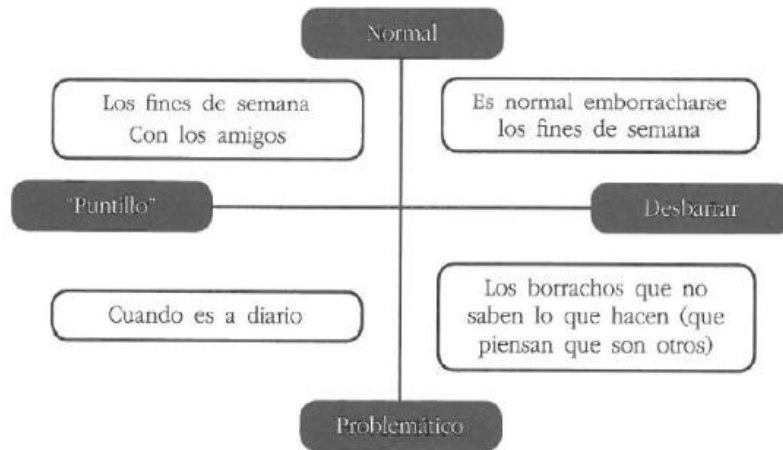 Normal
Los fines de semana
Con los amigos
Es normal emborracharse
los fines de semana
"Puntillo"
Desbarrar
Cuando es a diario
Los borrachos que no
saben lo que hacen (que
piensan que son otros)
Problemático